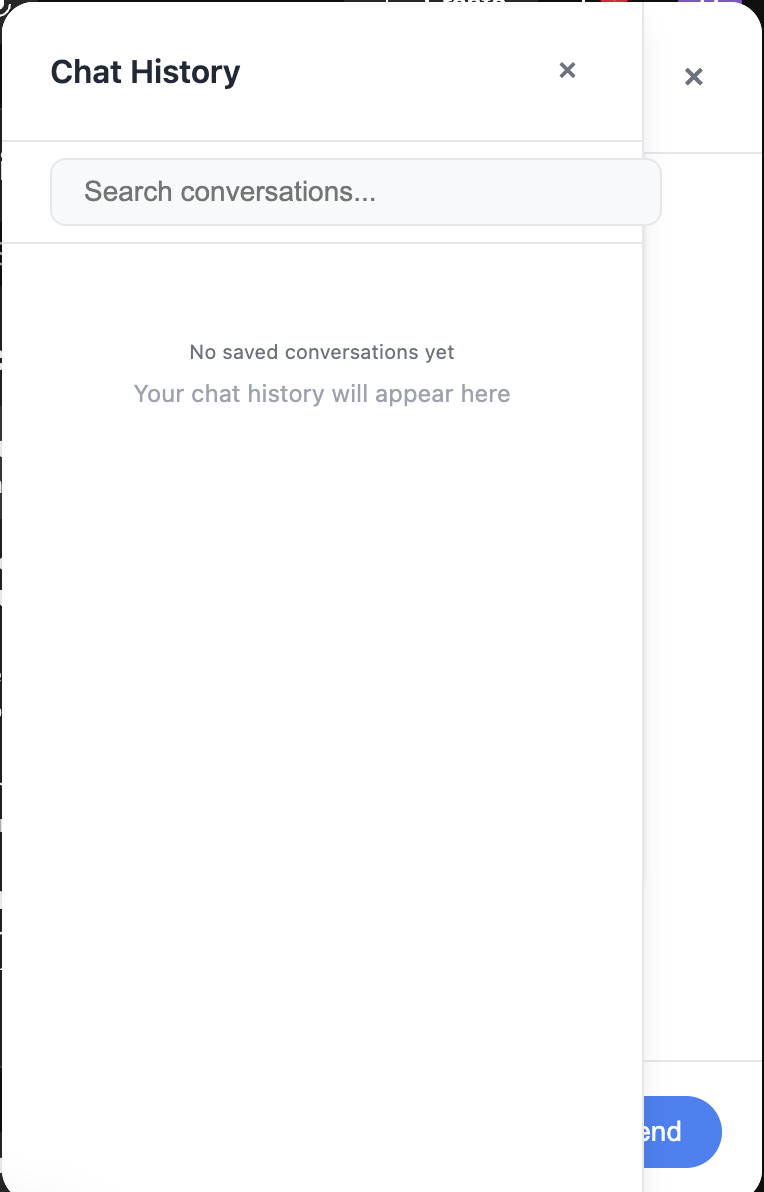 Chat History
×
×
Search conversations...
No saved conversations yet
Your chat history will appear here
end